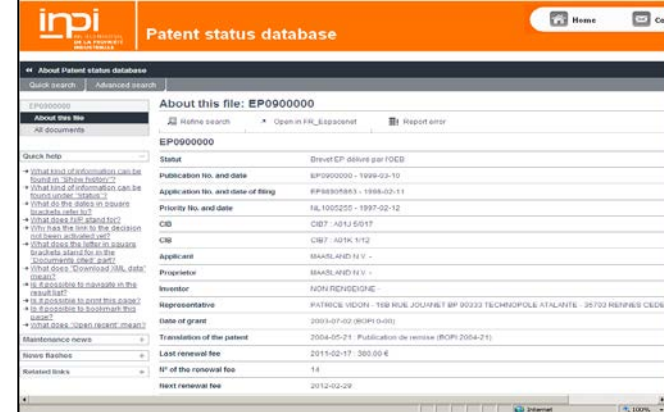 inpi
Patent status database
Home
Co
◄◄ About Patent status database
Quick search
Advanced search
EP0900000
About this file
All documents
About this file: EP0900000
Refine search
Open in FR_Espacenet
Report error
EP0900000
Statut Brevet EP délivré par l'OEB
Publication No. and date EP0900000 - 1999-03-10
Application No. and date of filing EP98905863 - 1998-02-11
Priority No. and date NL 1005255 - 1997-02-12
CIB CIB7 : A01J 5/017
CIB CIB7 : A01K 1/12
Applicant MAASLAND N.V. -
Proprietor MAASLAND N.V. -
Inventor NON RENSEIGNE -
Representative PATRICE VIDON - 16B RUE JOUANET BP 90333 TECHNOPOLE ATALANTE - 35703 RENNES CEDE
Date of grant 2003-07-02 (BOPI 0-00)
Translation of the patent 2004-05-21 : Publication de remise (BOPI 2004-21)
Last renewal fee 2011-02-17 : 300,00 €
N° of the renewal fee 14
Next renewal fee 2012-02-29
Quick help
What kind of information can be
found in "Show history"?
What kind of information can be
found under "status"?
What do the dates in square
brackets refer to?
What does N/R stand for?
Why has the link to the decision
not been activated yet?
What does the letter in square
brackets stand for in the
"Documents cited" part?
What does "Download XML data"
mean?
Is it possible to navigate in the
result list?
Is it possible to print this page?
Is it possible to bookmark this
page?
What does "Open recent" mean?
Maintenance news
News flashes
Related links
Internet
100%